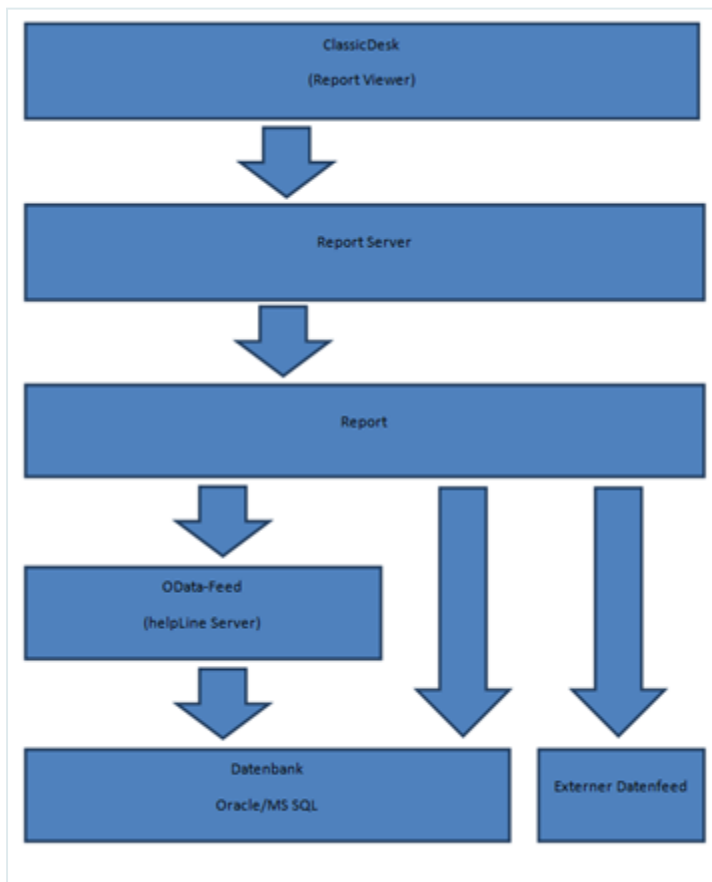 ClassicDesk
(Report Viewer)
Report Server
Report
OData-Feed
(helpLine Server)
Datenbank
Oracle/MS SQL
Externer Datenfeed